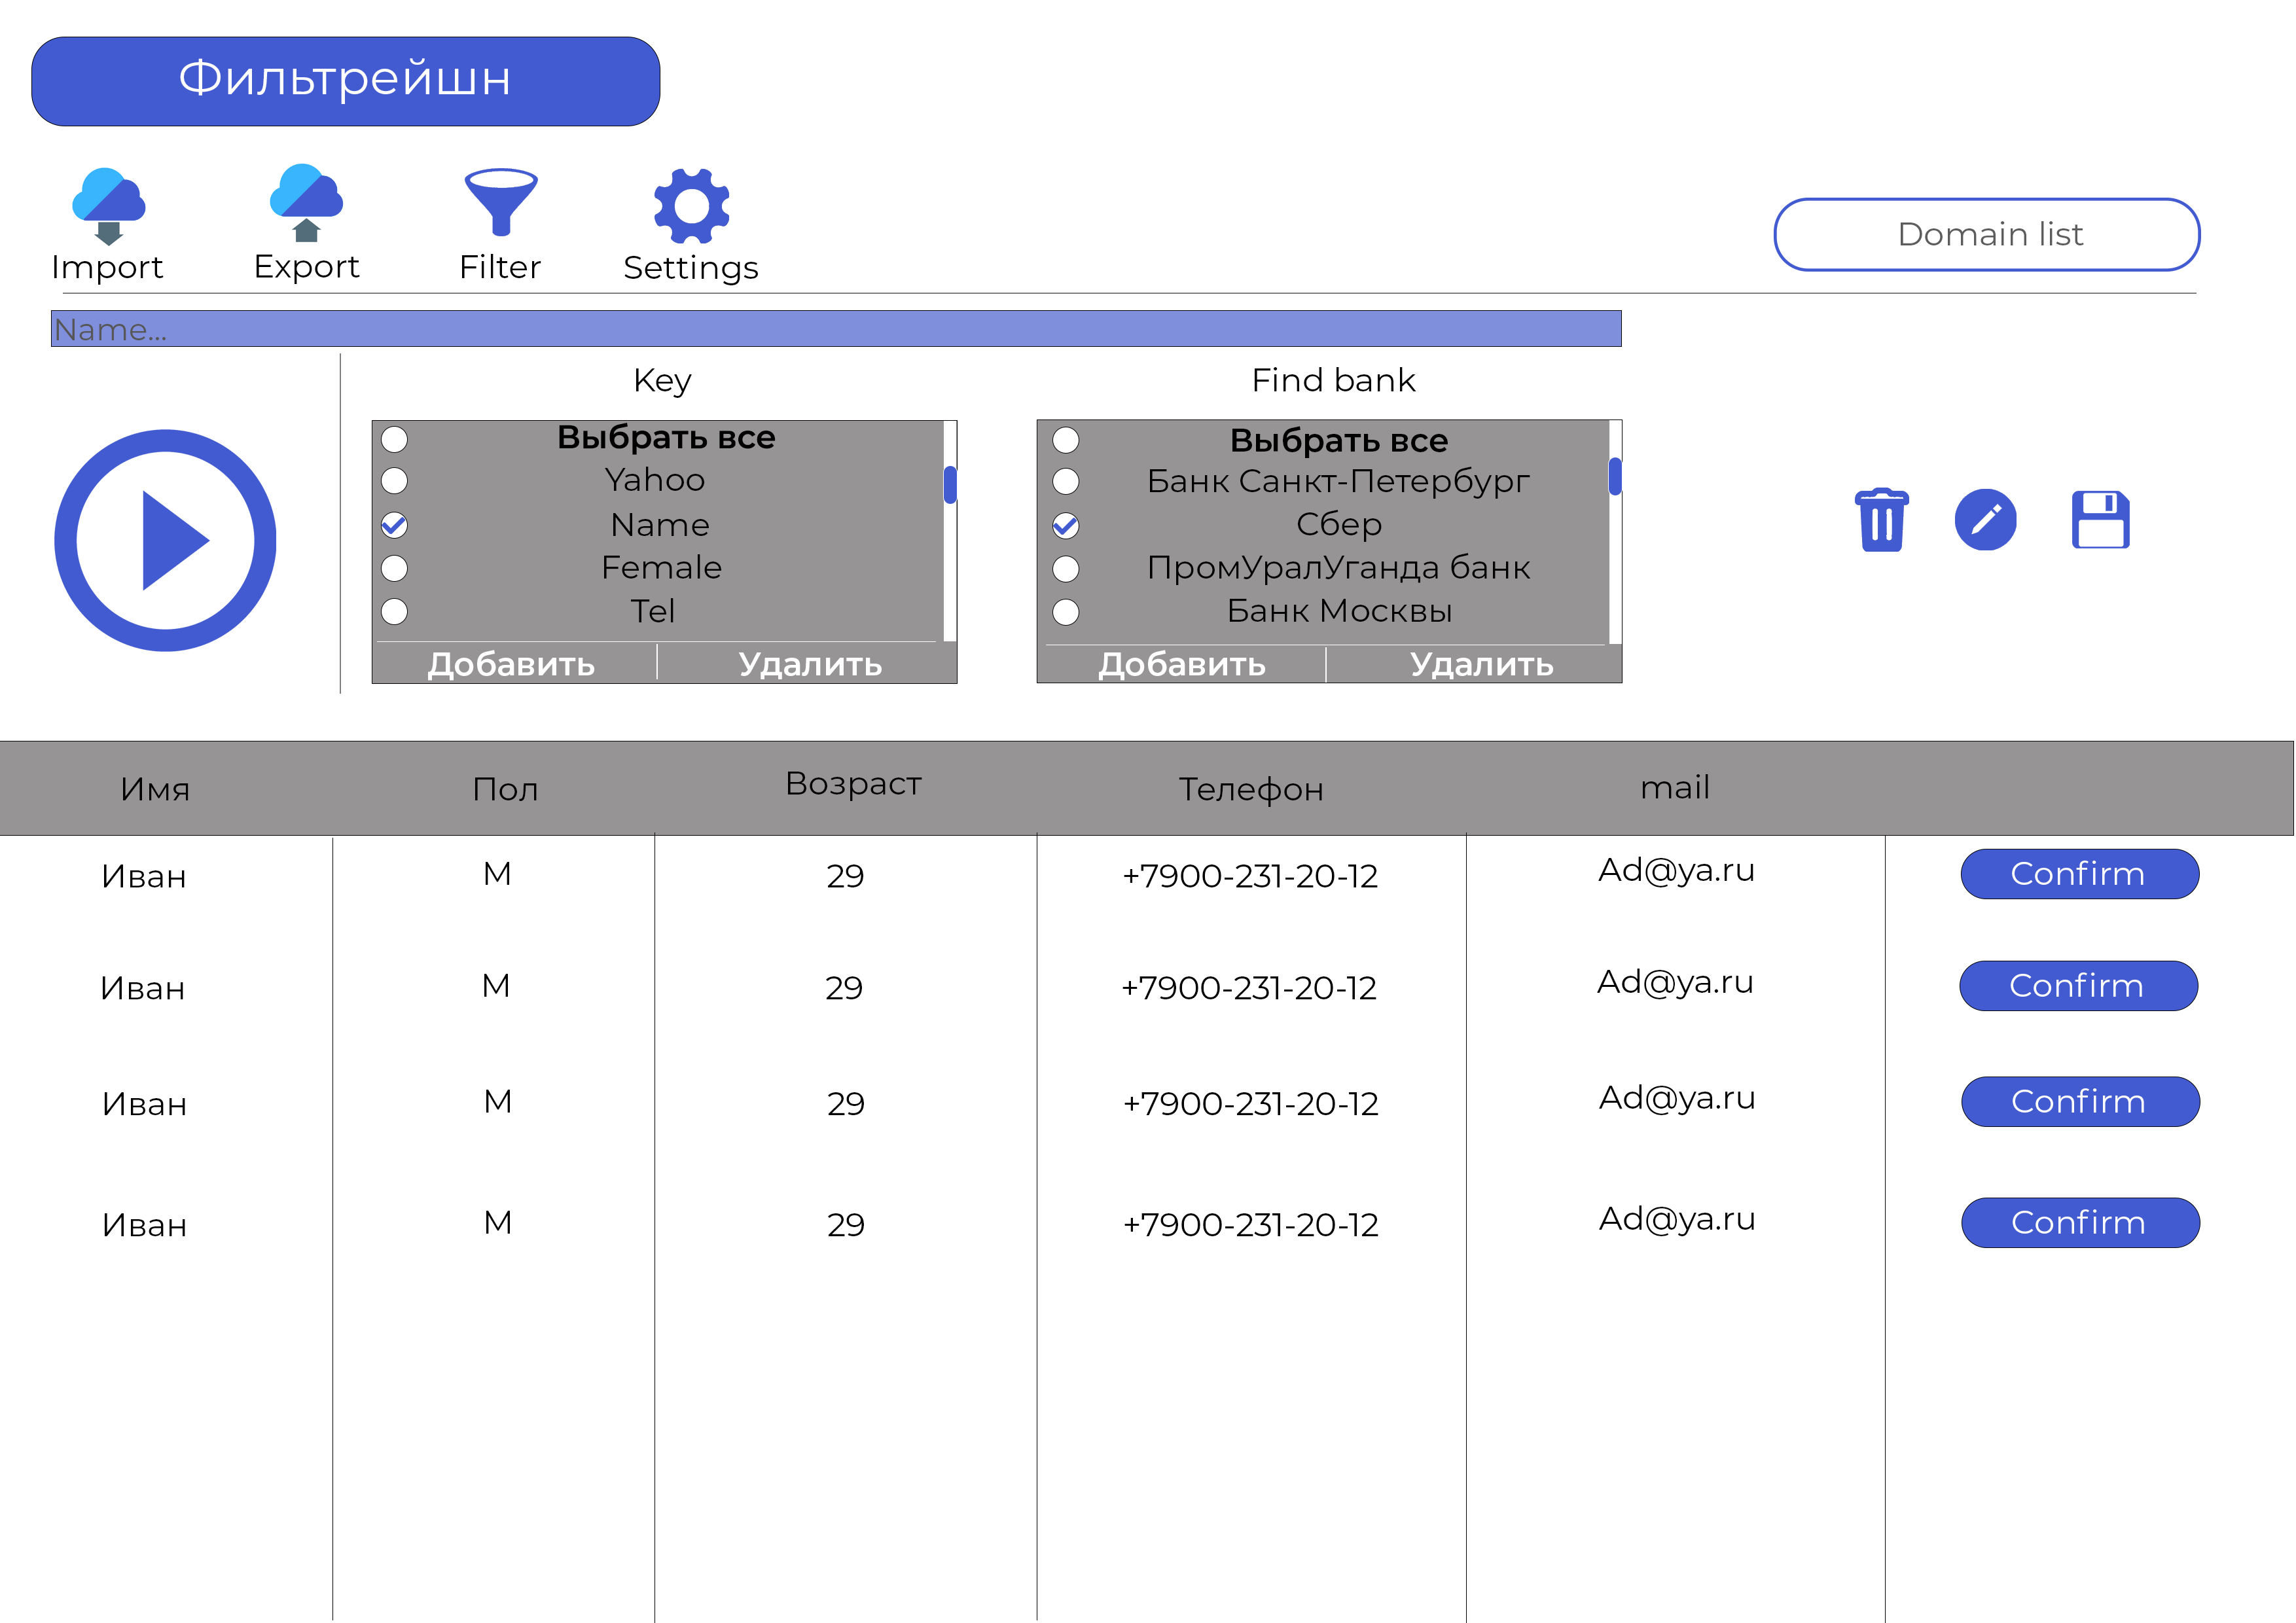 Фильтрейшн
Import Export Filter Settings
Domain list
Name...
Key
Выбрать все
Yahoo
Name
Female
Tel
Добавить Удалить
Find bank
Выбрать все
Банк Санкт-Петербург
Сбер
ПромУралУганда банк
Банк Москвы
Добавить Удалить
Имя Пол Возраст Телефон mail
Иван М 29 +7900-231-20-12 Ad@ya.ru Confirm
Иван М 29 +7900-231-20-12 Ad@ya.ru Confirm
Иван М 29 +7900-231-20-12 Ad@ya.ru Confirm
Иван М 29 +7900-231-20-12 Ad@ya.ru Confirm